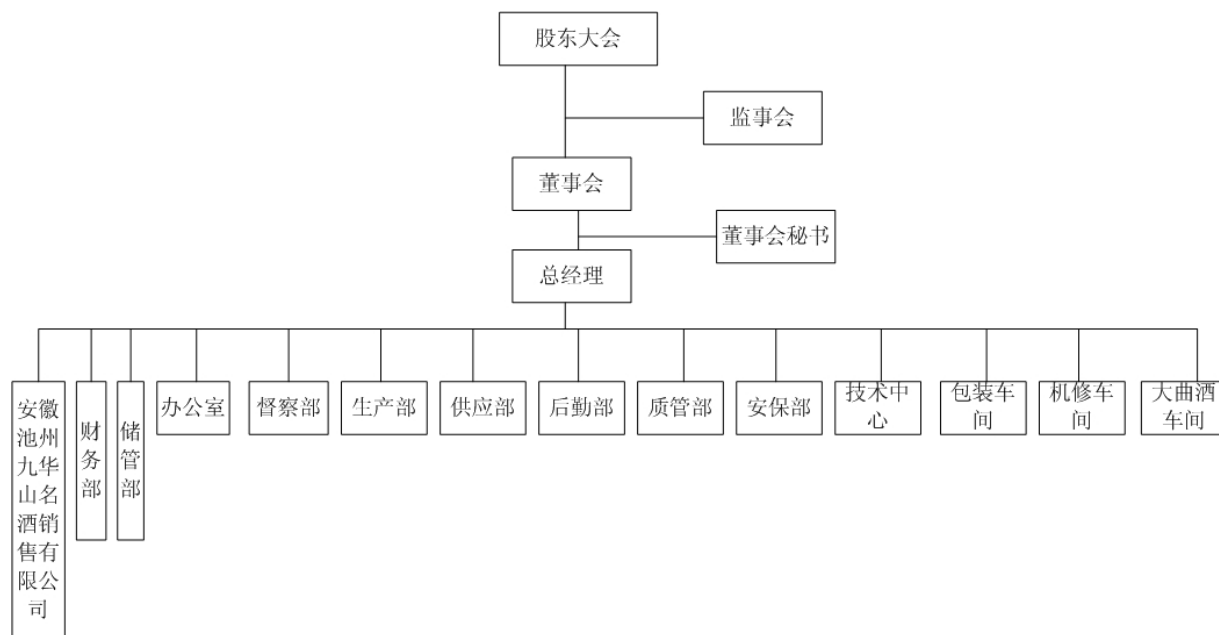 股东大会
监事会
董事会
董事会秘书
总经理
安徽
池州
九华
山名
酒销
售有
限公
司
财
务
部
储
管
部
办公室
督察部
生产部
供应部
后勤部
质管部
安保部
技术中
心
包装车
间
机修车
间
大曲酒
车间